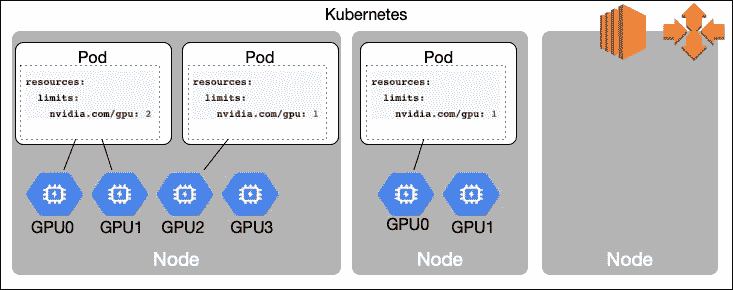 Kubernetes
Pod
resources:
limits:
nvidia.com/gpu: 2
Pod
resources:
limits:
nvidia.com/gpu: 1
Pod
resources:
limits:
nvidia.com/gpu: 1
GPU0
GPU1
GPU2
GPU3
GPU0
GPU1
Node
Node
Node